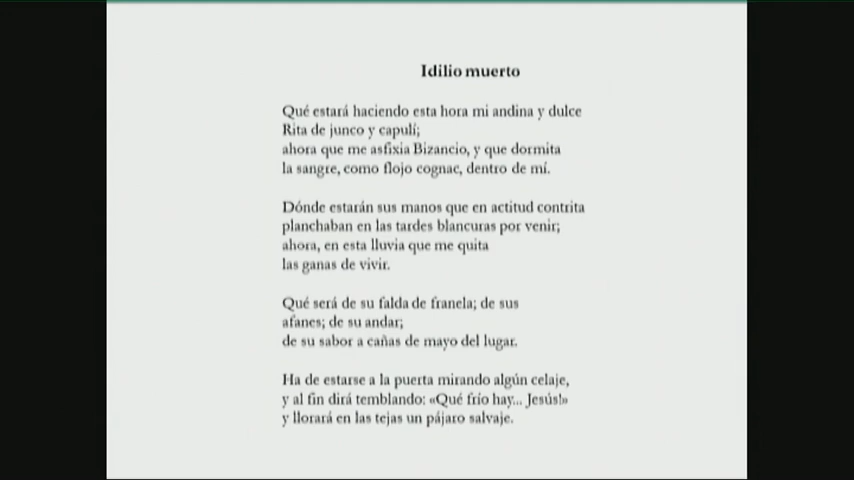 Idilio muerto
Qué estará haciendo esta hora mi andina y dulce
Rita de junco y capulí;
ahora que me asfixia Bizancio, y que dormita
la sangre, como flojo cognac, dentro de mí.
Dónde estarán sus manos que en actitud contrita
planchaban en las tardes blancuras por venir;
ahora, en esta lluvia que me quita
las ganas de vivir.
Qué será de su falda de franela; de sus
afanes; de su andar;
de su sabor a cañas de mayo del lugar.
Ha de estarse a la puerta mirando algún celaje,
y al fin dirá temblando: «Qué frío hay... Jesús!»
y llorará en las tejas un pájaro salvaje.